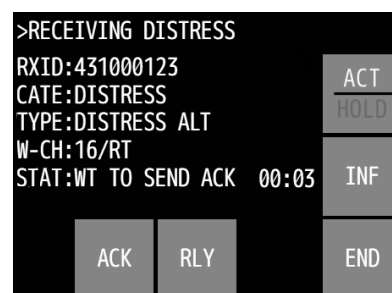 >RECEIVING DISTRESS
RXID:431000123
CATE:DISTRESS
TYPE:DISTRESS ALT
W-CH:16/RT
STAT:WT TO SEND ACK 00:03
ACT
HOLD
INF
ACK
RLY
END